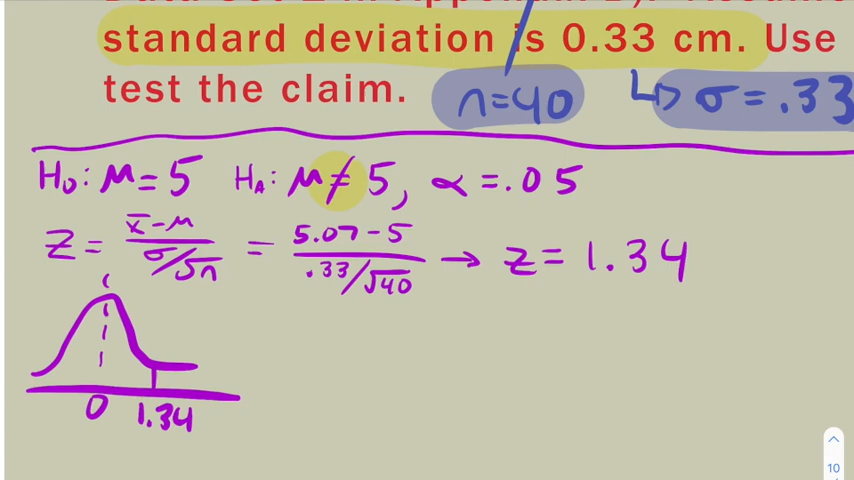 standard deviation is 0.33 cm. Use
test the claim. n=40 ↳ σ=.33
H₀: μ=5 Hₐ: μ≠5, α=.05
z = (x̄-μ)/(σ/√n) = (5.07-5)/(.33/√40) → z=1.34
0 1.34
10